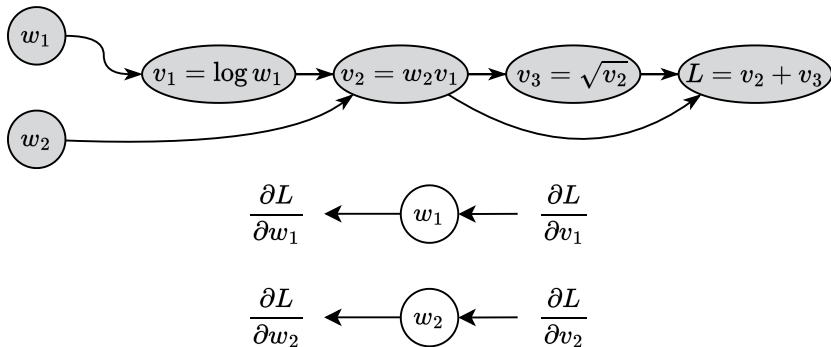 w₁
v₁ = log w₁ v₂ = w₂v₁ v₃ = √v₂ L = v₂ + v₃
w₂
∂L/∂w₁ w₁ ∂L/∂v₁
∂L/∂w₂ w₂ ∂L/∂v₂